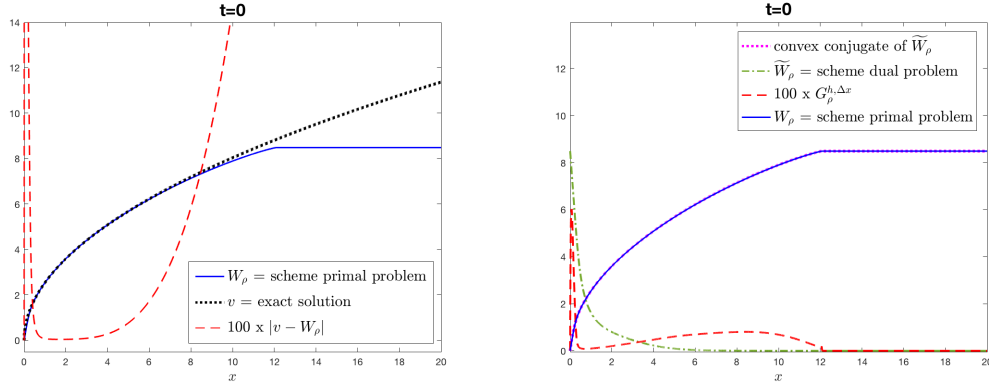 t=0
14
12
10
8
6
4
2
0
W_ρ = scheme primal problem
v = exact solution
100 x |v − W_ρ|
0 2 4 6 8 10 12 14 16 18 20
x
t=0
12
10
8
6
4
2
0
convex conjugate of W̃_ρ
W̃_ρ = scheme dual problem
100 x G_ρ^{h,Δx}
W_ρ = scheme primal problem
0 2 4 6 8 10 12 14 16 18 20
x